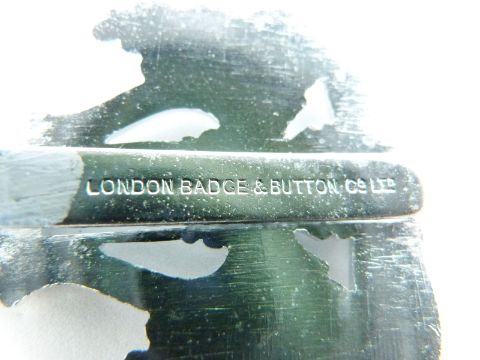 LONDON BADGE & BUTTON Co LTD